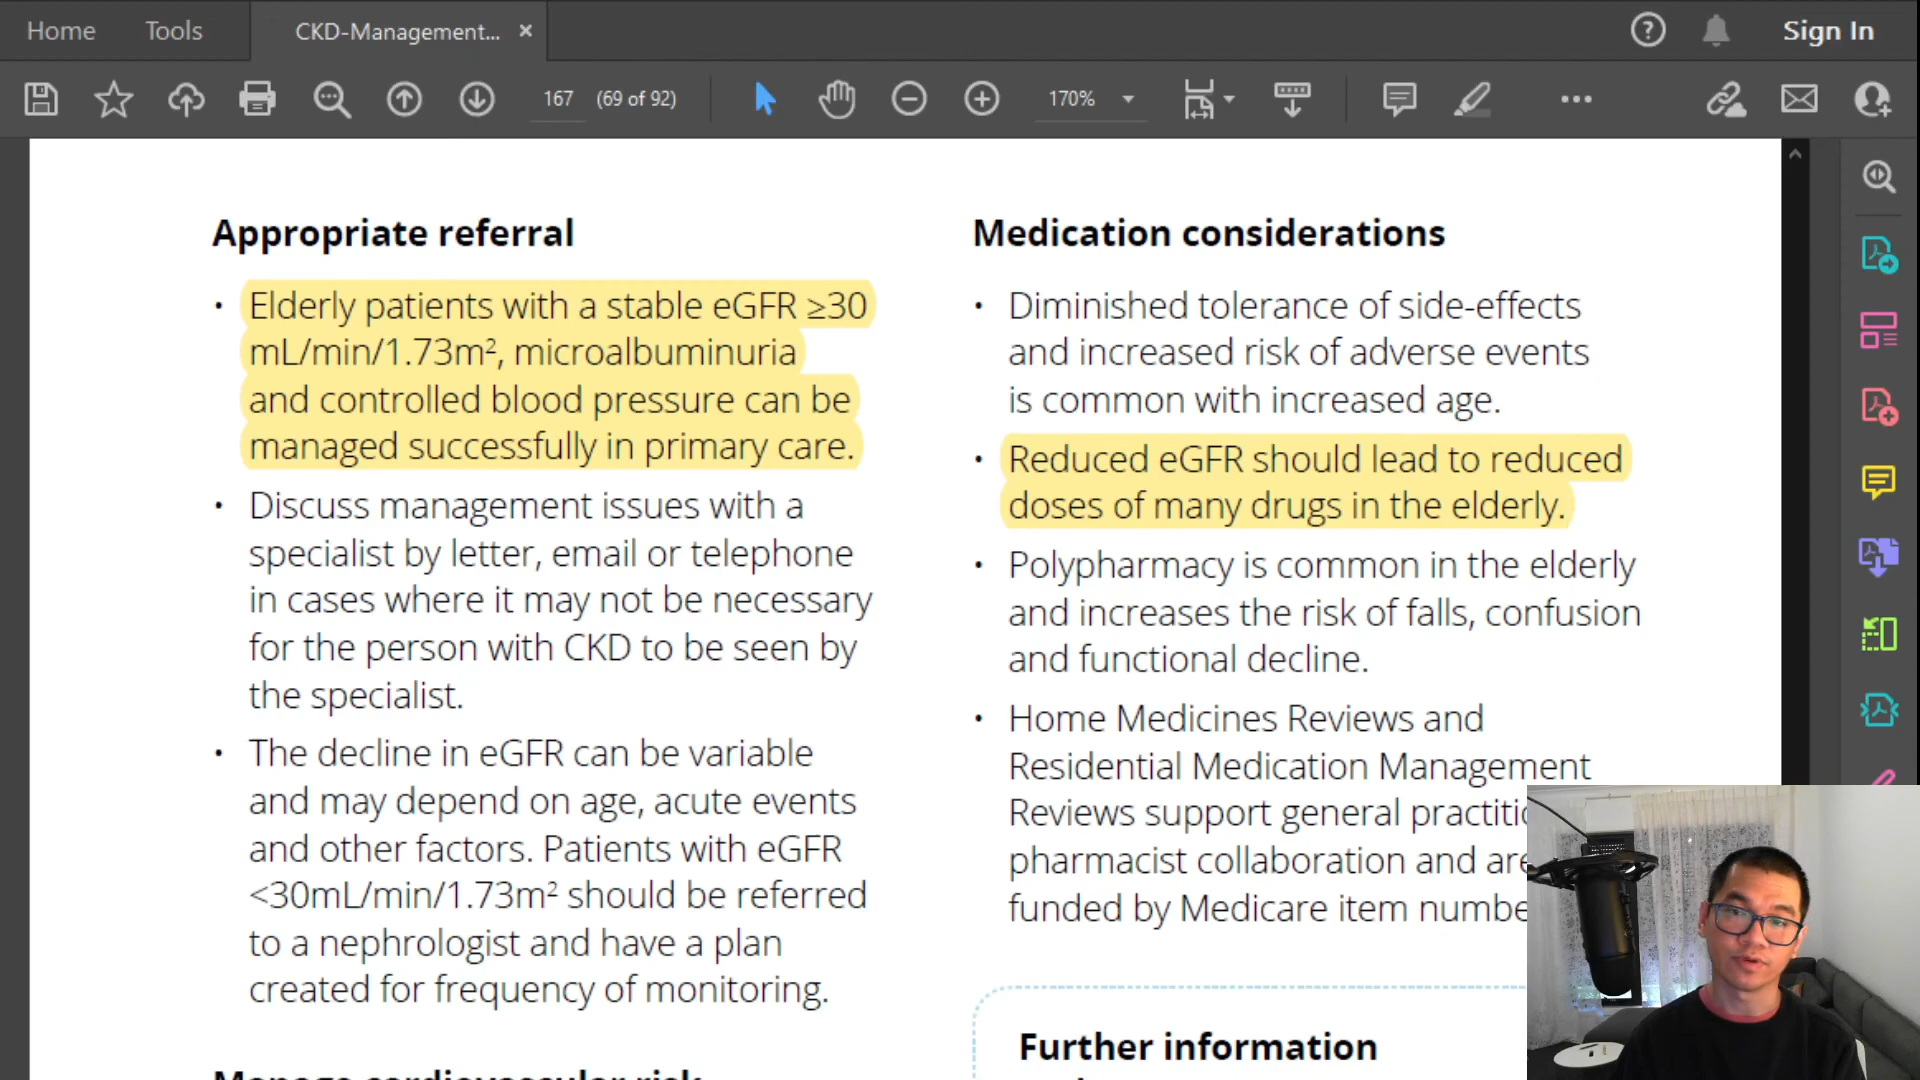 Home
Tools
CKD-Management...
Sign In
167
(69 of 92)
170%
Appropriate referral
• Elderly patients with a stable eGFR ≥30
mL/min/1.73m², microalbuminuria
and controlled blood pressure can be
managed successfully in primary care.
• Discuss management issues with a
specialist by letter, email or telephone
in cases where it may not be necessary
for the person with CKD to be seen by
the specialist.
• The decline in eGFR can be variable
and may depend on age, acute events
and other factors. Patients with eGFR
<30mL/min/1.73m² should be referred
to a nephrologist and have a plan
created for frequency of monitoring.
Manage cardiovascular risk
Medication considerations
• Diminished tolerance of side-effects
and increased risk of adverse events
is common with increased age.
• Reduced eGFR should lead to reduced
doses of many drugs in the elderly.
• Polypharmacy is common in the elderly
and increases the risk of falls, confusion
and functional decline.
• Home Medicines Reviews and
Residential Medication Management
Reviews support general
pharmacist collaboration and are
funded by Medicare item
Further information